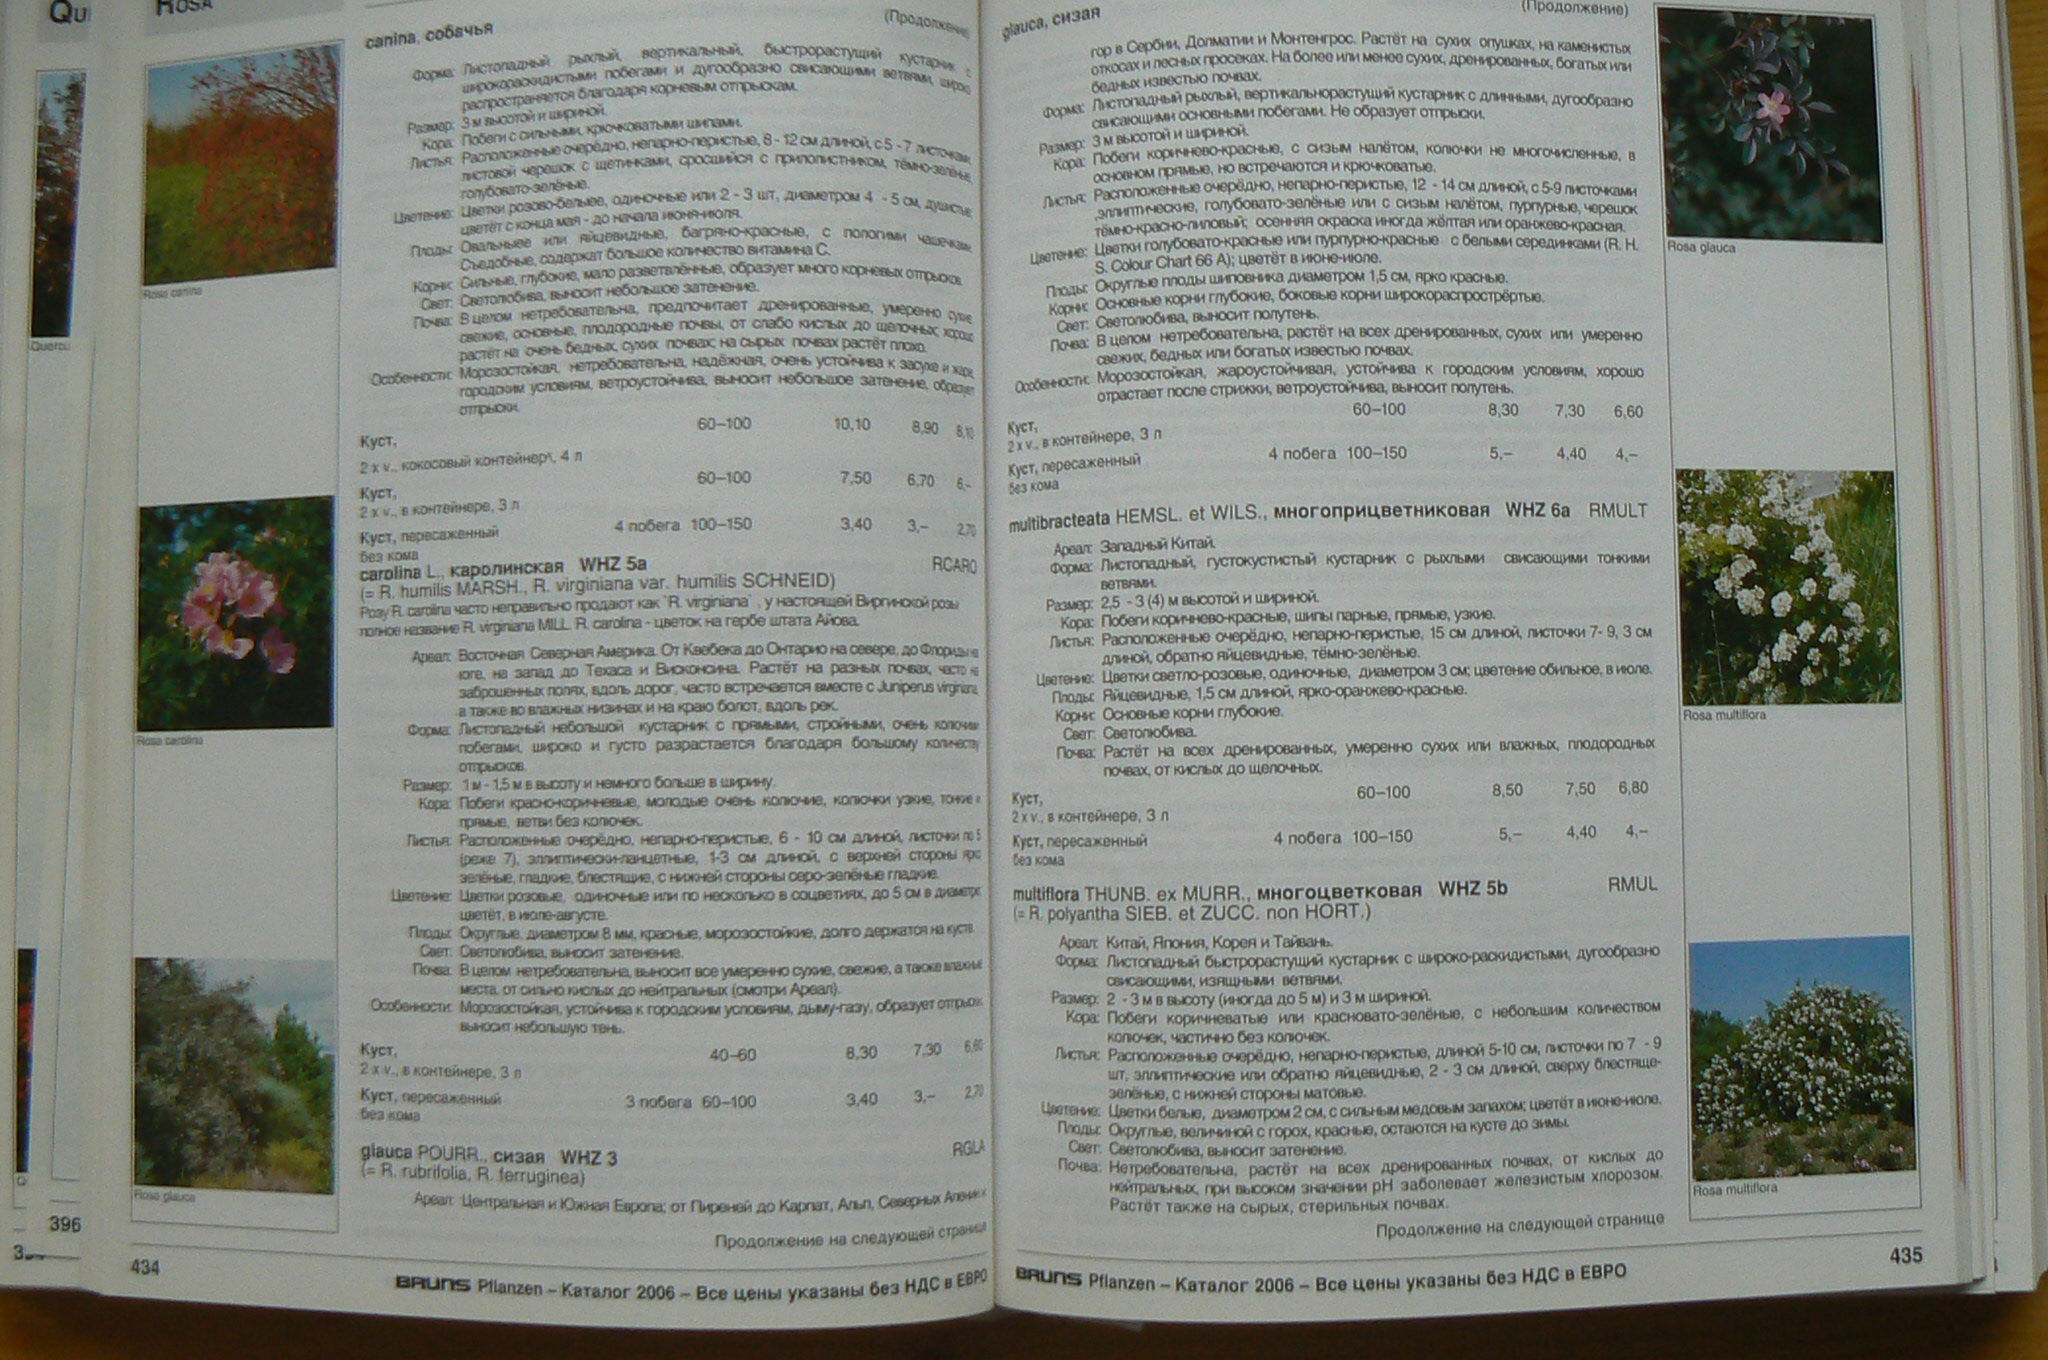 ROSA
canina, собачья
(Продолжение)
Форма: Листопадный рыхлый, вертикальный, быстрорастущий кустарник с
широкораскидистыми побегами и дугообразно свисающими ветвями, широко
распространяется благодаря корневым отпрыскам.
Размер: 3 м высотой и шириной.
Кора: Побеги с сильными, крючковатыми шипами.
Листья: Расположенные очерёдно, непарно-перистые, 8 - 12 см длиной, с 5 - 7 листочками,
листовой черешок с щетинками, сросшийся с прилолистником, тёмно-зелёные,
голубовато-зелёные.
Цветение: Цветки розово-белыее, одиночные или 2 - 3 шт, диаметром 4 - 5 см, душистые,
цветёт с конца мая - до начала июня-июля.
Плоды: Овальныее или яйцевидные, багряно-красные, с пологими чашечками.
Съедобные, содержат большое количество витамина С.
Корни: Сильные, глубокие, мало разветвлённые, образует много корневых отпрысков.
Свет: Светолюбива, выносит небольшое затенение.
Почва: В целом нетребовательна, предпочитает дренированные, умеренно сухие,
свежие, основные, плодородные почвы, от слабо кислых до щелочных, хорошо
растёт на очень бедных, сухих почвах; на сырых почвах растёт плохо.
Особенности: Морозостойкая, нетребовательна, надёжная, очень устойчива к засухе и жаре,
городским условиям, ветроустойчива, выносит небольшое затенение, образует
отпрыски.
Куст, 60–100 10,10 8,90 8,10
2 x v., кокосовый контейнер, 4 л
Куст, 60–100 7,50 6,70 6,–
2 x v., в контейнере, 3 л
Куст, пересаженный 4 побега 100–150 3,40 3,– 2,70
без кома
carolina L., каролинская WHZ 5a RCARO
(= R. humilis MARSH., R. virginiana var. humilis SCHNEID)
Розу R. carolina часто неправильно продают как `R. virginiana` , у настоящей Виргинской розы
полное название R. virginiana MILL. R. carolina - цветок на гербе штата Айова.
Ареал: Восточная Северная Америка. От Квебека до Онтарио на севере, до Флориды на
юге, на запад до Техаса и Висконсина. Растёт на разных почвах, часто на
заброшенных полях, вдоль дорог, часто встречается вместе с Juniperus virginiana,
а также во влажных низинах и на краю болот, вдоль рек.
Форма: Листопадный небольшой кустарник с прямыми, стройными, очень колючими
побегами, широко и густо разрастается благодаря большому количеству
отпрысков.
Размер: 1 м - 1,5 м в высоту и немного больше в ширину.
Кора: Побеги красно-коричневые, молодые очень колючие, колючки узкие, тонкие и
прямые, ветви без колючек.
Листья: Расположенные очерёдно, непарно-перистые, 6 - 10 см длиной, листочки по 5
(реже 7), эллиптически-ланцетные, 1-3 см длиной, с верхней стороны ярко
зелёные, гладкие, блестящие, с нижней стороны серо-зелёные гладкие.
Цветение: Цветки розовые, одиночные или по несколько в соцветиях, до 5 см в диаметре,
цветёт, в июле-августе.
Плоды: Округлые, диаметром 8 мм, красные, морозостойкие, долго держатся на кусте.
Свет: Светолюбива, выносит затенение.
Почва: В целом нетребовательна, выносит все умеренно сухие, свежие, а также влажные
места, от сильно кислых до нейтральных (смотри Ареал).
Особенности: Морозостойкая, устойчива к городским условиям, дыму-газу, образует отпрыски,
выносит небольшую тень.
Куст, 40–60 8,30 7,30 6,60
2 x v., в контейнере, 3 л
Куст, пересаженный 3 побега 60–100 3,40 3,– 2,70
без кома
glauca POURR., сизая WHZ 3 RGLA
(= R. rubrifolia, R. ferruginea)
Ареал: Центральная и Южная Европа; от Пиреней до Карпат, Альп, Северных Апеннин
Продолжение на следующей странице
Rosa canina
Rosa carolina
Rosa glauca
396
434
BRUNS Pflanzen – Каталог 2006 – Все цены указаны без НДС в ЕВРО
glauca, сизая
(Продолжение)
гор в Сербии, Долматии и Монтенгрос. Растёт на сухих опушках, на каменистых
откосах и лесных просеках. На более или менее сухих, дренированных, богатых или
бедных известью почвах.
Форма: Листопадный рыхлый, вертикальнорастущий кустарник с длинными, дугообразно
свисающими основными побегами. Не образует отпрыски.
Размер: 3 м высотой и шириной.
Кора: Побеги коричнево-красные, с сизым налётом, колючки не многочисленные, в
основном прямые, но встречаются и крючковатые.
Листья: Расположенные очерёдно, непарно-перистые, 12 - 14 см длиной, с 5-9 листочками
,эллиптические, голубовато-зелёные или с сизым налётом, пурпурные, черешок
тёмно-красно-лиловый; осенняя окраска иногда жёлтая или оранжево-красная.
Цветение: Цветки голубовато-красные или пурпурно-красные с белыми серединками (R. H.
S. Colour Chart 66 A); цветёт в июне-июле.
Плоды: Округлые плоды шиповника диаметром 1,5 см, ярко красные.
Корни: Основные корни глубокие, боковые корни широкораспрострёртые.
Свет: Светолюбива, выносит полутень.
Почва: В целом нетребовательна, растёт на всех дренированных, сухих или умеренно
свежих, бедных или богатых известью почвах.
Особенности: Морозостойкая, жароустойчивая, устойчива к городским условиям, хорошо
отрастает после стрижки, ветроустойчива, выносит полутень.
Куст, 60–100 8,30 7,30 6,60
2 x v., в контейнере, 3 л
Куст, пересаженный 4 побега 100–150 5,– 4,40 4,–
без кома
multibracteata HEMSL. et WILS., многоприцветниковая WHZ 6a RMULT
Ареал: Западный Китай.
Форма: Листопадный, густокустистый кустарник с рыхлыми свисающими тонкими
ветвями.
Размер: 2,5 - 3 (4) м высотой и шириной.
Кора: Побеги коричнево-красные, шипы парные, прямые, узкие.
Листья: Расположенные очерёдно, непарно-перистые, 15 см длиной, листочки 7- 9, 3 см
длиной, обратно яйцевидные, тёмно-зелёные.
Цветение: Цветки светло-розовые, одиночные, диаметром 3 см; цветение обильное, в июле.
Плоды: Яйцевидные, 1,5 см длиной, ярко-оранжево-красные.
Корни: Основные корни глубокие.
Свет: Светолюбива.
Почва: Растёт на всех дренированных, умеренно сухих или влажных, плодородных
почвах, от кислых до щелочных.
Куст, 60–100 8,50 7,50 6,80
2 x v., в контейнере, 3 л
Куст, пересаженный 4 побега 100–150 5,– 4,40 4,–
без кома
multiflora THUNB. ex MURR., многоцветковая WHZ 5b RMUL
(= R. polyantha SIEB. et ZUCC. non HORT.)
Ареал: Китай, Япония, Корея и Тайвань.
Форма: Листопадный быстрорастущий кустарник с широко-раскидистыми, дугообразно
свисающими, изящными ветвями.
Размер: 2 - 3 м в высоту (иногда до 5 м) и 3 м шириной.
Кора: Побеги коричневатые или красновато-зелёные, с небольшим количеством
колючек, частично без колючек.
Листья: Расположенные очерёдно, непарно-перистые, длиной 5-10 см, листочки по 7 - 9
шт, эллиптические или обратно яйцевидные, 2 - 3 см длиной, сверху блестяще-
зелёные, с нижней стороны матовые.
Цветение: Цветки белые, диаметром 2 см, с сильным медовым запахом; цветёт в июне-июле.
Плоды: Округлые, величиной с горох, красные, остаются на кусте до зимы.
Свет: Светолюбива, выносит затенение.
Почва: Нетребовательна, растёт на всех дренированных почвах, от кислых до
нейтральных, при высоком значении pH заболевает железистым хлорозом.
Растёт также на сырых, стерильных почвах.
Продолжение на следующей странице
Rosa glauca
Rosa multiflora
Rosa multiflora
BRUNS Pflanzen – Каталог 2006 – Все цены указаны без НДС в ЕВРО
435